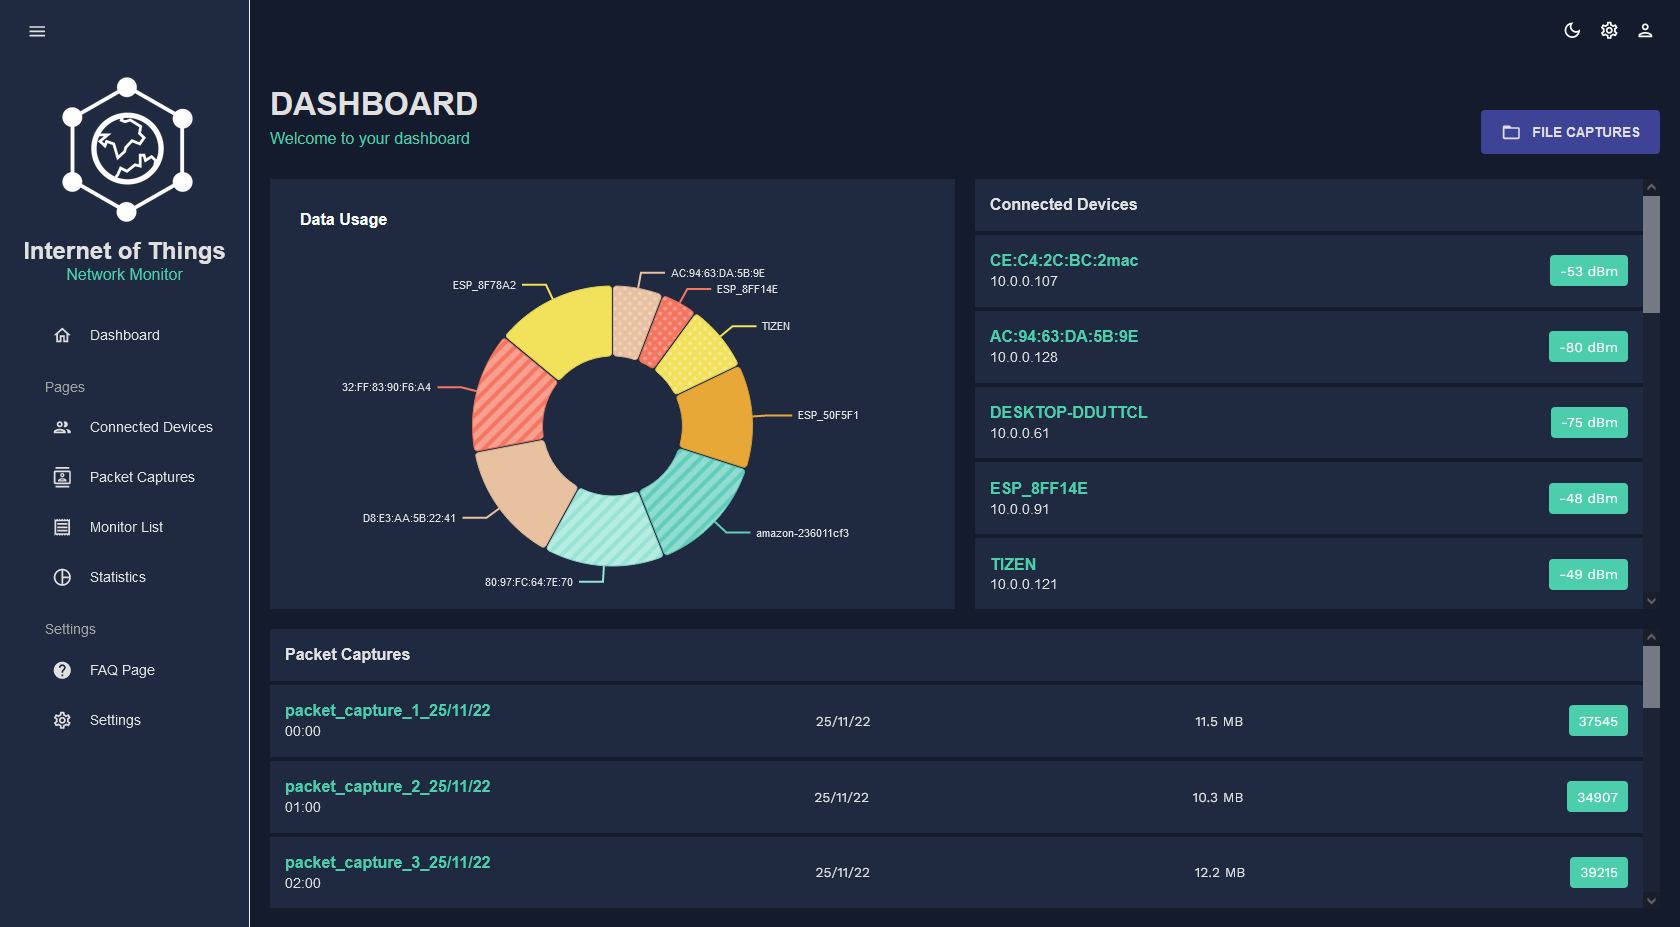 Internet of Things
Network Monitor
Dashboard
Pages
Connected Devices
Packet Captures
Monitor List
Statistics
Settings
FAQ Page
Settings
DASHBOARD
Welcome to your dashboard
FILE CAPTURES
Data Usage
AC:94:63:DA:5B:9E
ESP_8FF14E
TIZEN
ESP_50F5F1
amazon-236011cf3
80:97:FC:64:7E:70
D8:E3:AA:5B:22:41
32:FF:83:90:F6:A4
ESP_8F78A2
Connected Devices
CE:C4:2C:BC:2mac
10.0.0.107
-53 dBm
AC:94:63:DA:5B:9E
10.0.0.128
-80 dBm
DESKTOP-DDUTTCL
10.0.0.61
-75 dBm
ESP_8FF14E
10.0.0.91
-48 dBm
TIZEN
10.0.0.121
-49 dBm
Packet Captures
packet_capture_1_25/11/22
00:00
25/11/22
11.5 MB
37545
packet_capture_2_25/11/22
01:00
25/11/22
10.3 MB
34907
packet_capture_3_25/11/22
02:00
25/11/22
12.2 MB
39215